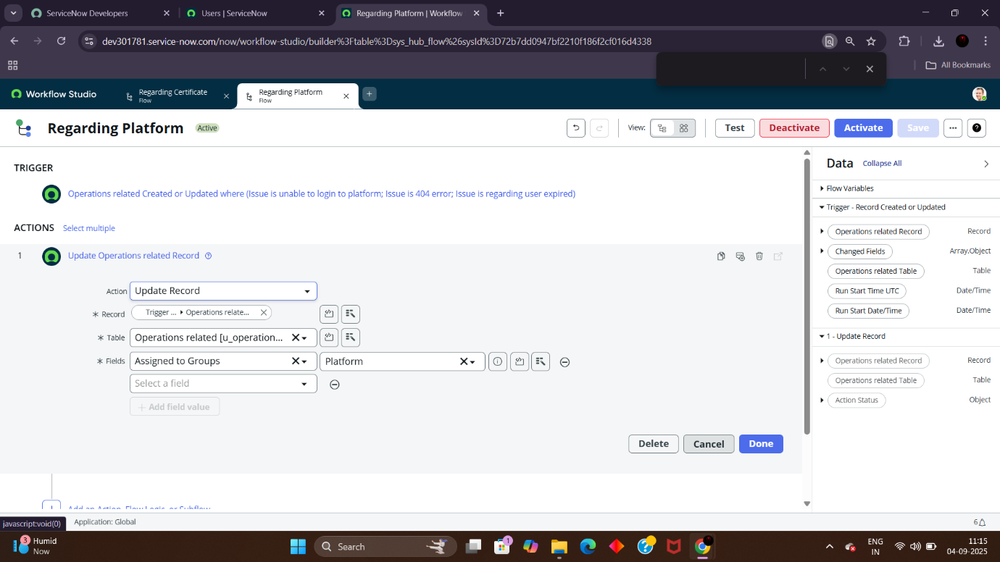 ServiceNow Developers
Users | ServiceNow
Regarding Platform | Workflow
dev301781.service-now.com/now/workflow-studio/builder%3Ftable%3Dsys_hub_flow%26sysId%3D72b7dd0947bf2210f186f2cf016d4338
All Bookmarks
Workflow Studio
Regarding Certificate
Flow
Regarding Platform
Flow
Regarding Platform
Active
View:
Test
Deactivate
Activate
Save
TRIGGER
Operations related Created or Updated where (Issue is unable to login to platform; Issue is 404 error; Issue is regarding user expired)
ACTIONS
Select multiple
1
Update Operations related Record
Action
Update Record
* Record
Trigger ... ▸ Operations relate...
* Table
Operations related [u_operation...
* Fields
Assigned to Groups
Platform
Select a field
+ Add field value
Delete
Cancel
Done
Add an Action, Flow Logic, or Subflow
Data
Collapse All
Flow Variables
Trigger - Record Created or Updated
Operations related Record
Record
Changed Fields
Array.Object
Operations related Table
Table
Run Start Time UTC
Date/Time
Run Start Date/Time
Date/Time
1 - Update Record
Operations related Record
Record
Operations related Table
Table
Action Status
Object
javascript:void(0)
Application: Global
6
3
Humid
Now
Search
1
ENG
IN
11:15
04-09-2025